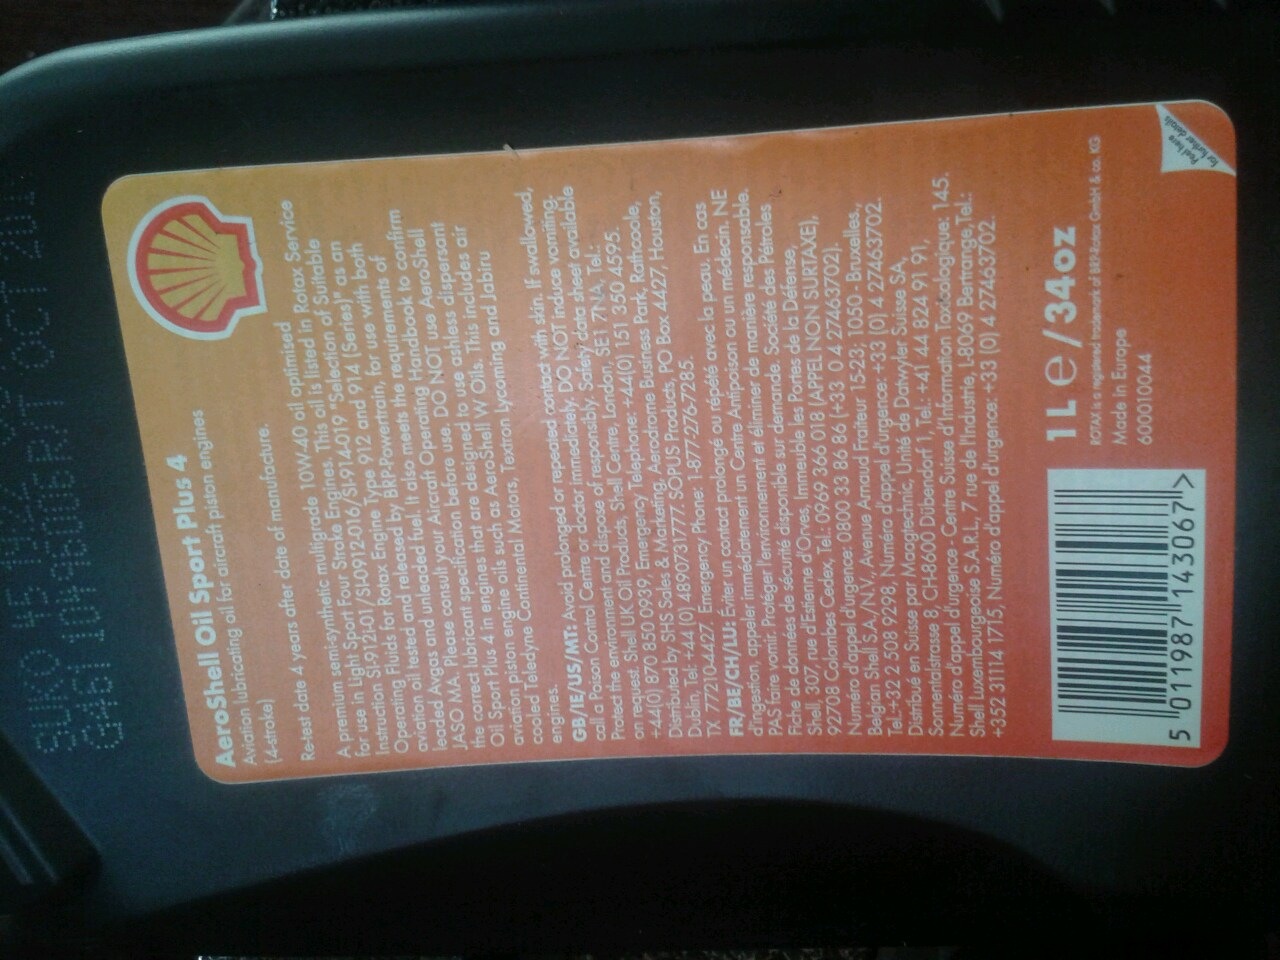 AeroShell Oil Sport Plus 4
Aviation lubricating oil for aircraft piston engines
(4-stroke)
Re-test date 4 years after date of manufacture.
A premium semi-synthetic multigrade 10W-40 oil optimised
for use in Light Sport Four Stroke Engines. This oil is listed in Rotax Service
Instruction SI-912-016/SI-914-019 "Selection of Suitable
Operating Fluids for Rotax Engine Type 912 and 914 (Series)" as an
aviation oil tested and released by BRP-Powertrain, for use with both
leaded Avgas and unleaded fuel. It also meets the requirements of
JASO MA. Please consult your Aircraft Operating Handbook to confirm
the correct lubricant specification before use. DO NOT use AeroShell
Oil Sport Plus 4 in engines that are designed to use ashless dispersant
aviation piston engine oils such as AeroShell W Oils. This includes air
cooled Teledyne Continental Motors, Textron Lycoming and Jabiru
engines.
GB/IE/US/MT: Avoid prolonged or repeated contact with skin. If swallowed,
call a Poison Control Centre or doctor immediately. DO NOT induce vomiting.
Protect the environment and dispose of responsibly. Safety data sheet available
on request. Shell UK Oil Products, Shell Centre, London, SE1 7NA, Tel.:
+44(0) 870 850 0939, Emergency Telephone: +44(0) 151 350 4595.
Distributed by SHS Sales & Marketing, Aerodrome Business Park, Rathcoole,
Dublin, Tel: +44 (0) 4890731777. SOPUS Products, PO Box 4427, Houston,
TX 77210-4427. Emergency Phone: 1-877-276-7285.
FR/BE/CH/LU: Éviter un contact prolongé ou répété avec la peau. En cas
d'ingestion, appeler immédiatement un Centre Antipoison ou un médecin. NE
PAS faire vomir. Protéger l'environnement et éliminer de manière responsable.
Fiche de données de sécurité disponible sur demande. Société des Pétroles
Shell, 307, rue d'Estienne d'Orves, Immeuble les Portes de la Défense,
92708 Colombes Cedex, Tel: 0969 366 018 (APPEL NON SURTAXE),
Numéro d'appel d'urgence: 0800 33 86 86 (+33 0 4 27463702).
Belgian Shell S.A./N.V., Avenue Arnaud Fraiteur 15-23; 1050 Bruxelles,
Tel.+32 2 508 92298 Numéro d'appel d'urgence: +33 (0) 4 27463702.
Distribué en Suisse par Maagtechnic, Unité de Datwyler Suisse SA,
Sonnentalstrasse 8, CH-8600 Dübendorf 1, Tel.: +41 44 824 91 91,
Numéro d'appel d'urgence - Centre Suisse d'Information Toxicologique: 145.
Shell Luxembourgeoise S.A.R.L, 7 rue de l'Industrie, L-8069 Bertrange, Tel.:
+352 31114 1715, Numéro d'appel d'urgence: +33 (0) 4 27463702
1 L e /34oz
ROTAX is a registered trademark of BRP-Rotax GmbH & co. KG
Made in Europe
600010044
5 011987 143067 >
Peel here
for further details